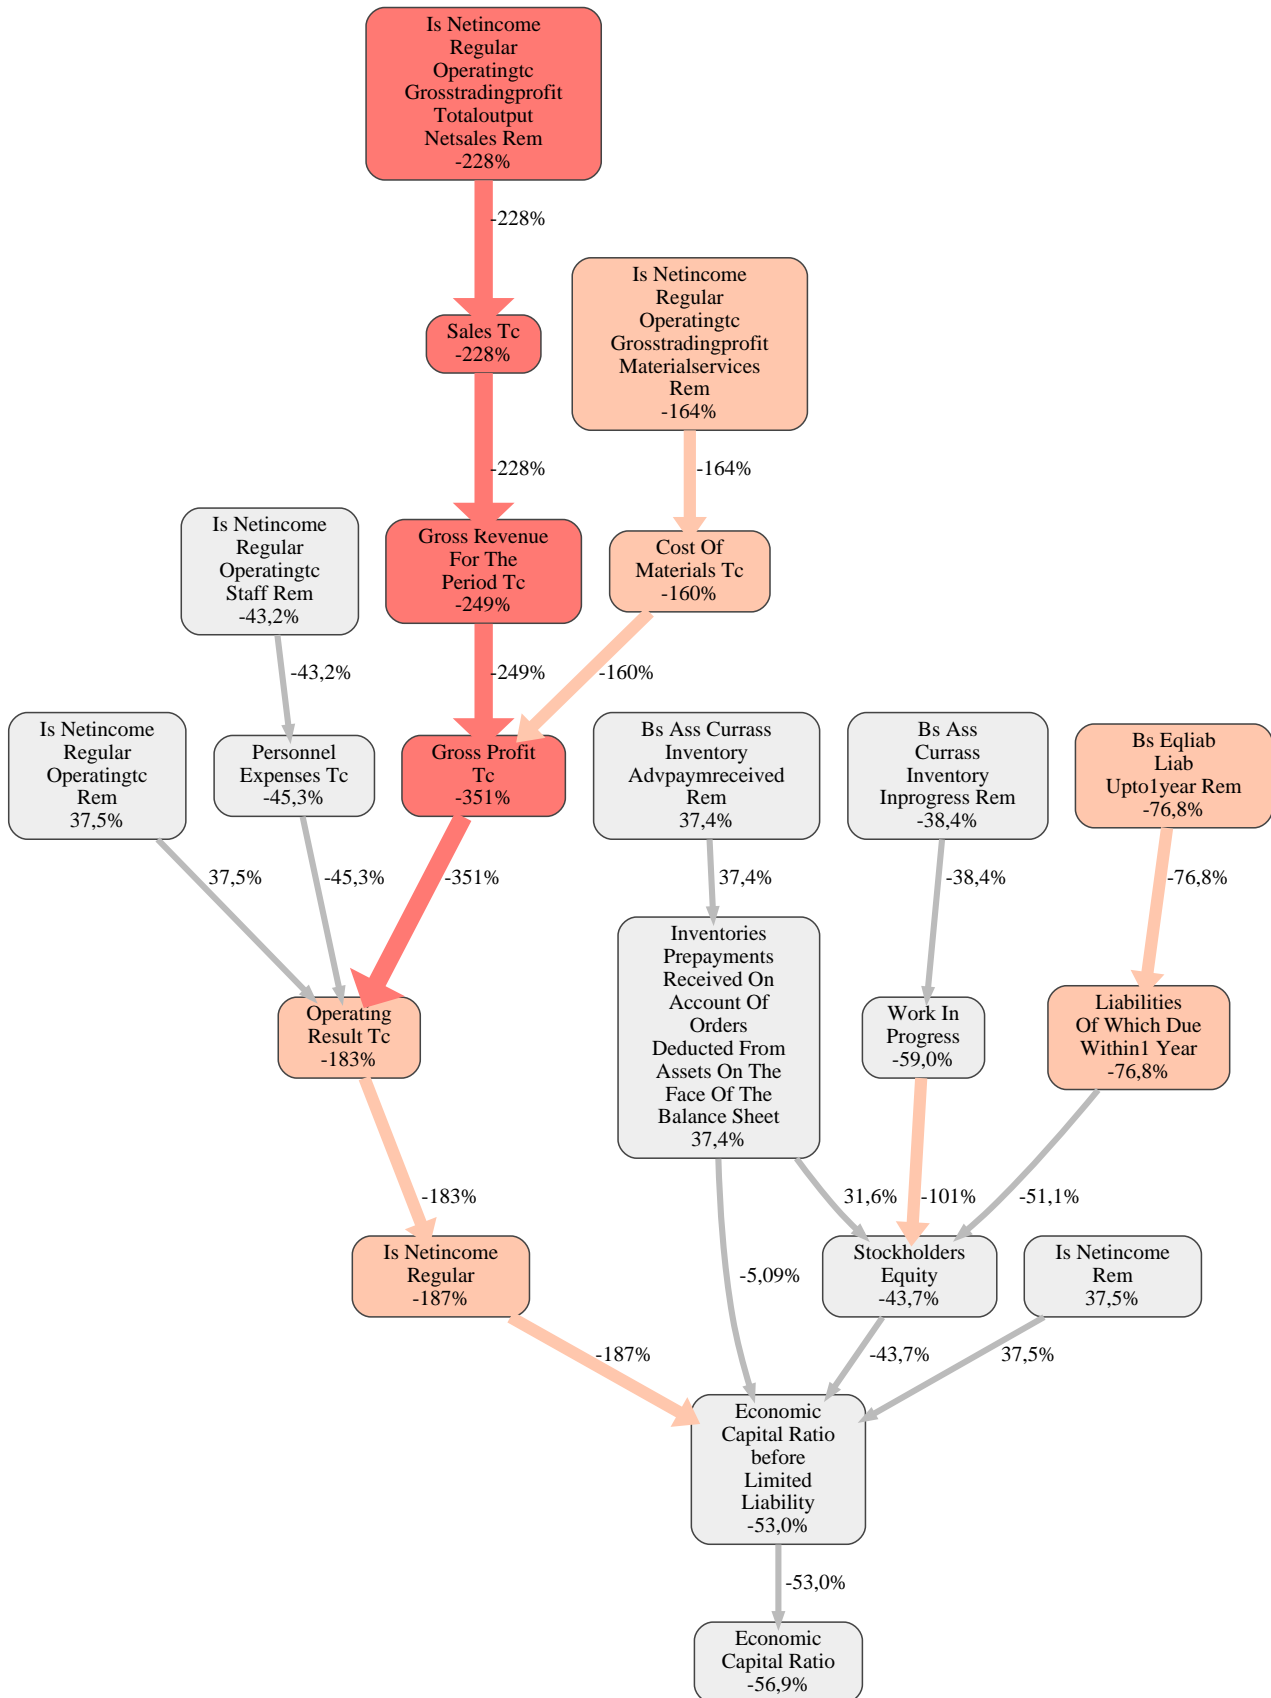 Is Netincome
Regular
Operatingtc
Grosstradingprofit
Totaloutput
Netsales Rem
-228%
-228%
Is Netincome
Regular
Operatingtc
Grosstradingprofit
Materialservices
Rem
-164%
Sales Tc
-228%
-228%
-164%
Is Netincome
Regular
Operatingtc
Staff Rem
-43,2%
Gross Revenue
For The
Period Tc
-249%
Cost Of
Materials Tc
-160%
-43,2%
-249%
-160%
Is Netincome
Regular
Operatingtc
Rem
37,5%
Personnel
Expenses Tc
-45,3%
Gross Profit
Tc
-351%
Bs Ass Currass
Inventory
Advpaymreceived
Rem
37,4%
Bs Ass
Currass
Inventory
Inprogress Rem
-38,4%
Bs Eqliab
Liab
Upto1year Rem
-76,8%
37,5%
-45,3%
-351%
37,4%
-38,4%
-76,8%
Operating
Result Tc
-183%
Inventories
Prepayments
Received On
Account Of
Orders
Deducted From
Assets On The
Face Of The
Balance Sheet
37,4%
Work In
Progress
-59,0%
Liabilities
Of Which Due
Within1 Year
-76,8%
-183%
31,6%
-101%
-51,1%
Is Netincome
Regular
-187%
-5,09%
Stockholders
Equity
-43,7%
Is Netincome
Rem
37,5%
-187%
-43,7%
37,5%
Economic
Capital Ratio
before
Limited
Liability
-53,0%
-53,0%
Economic
Capital Ratio
-56,9%